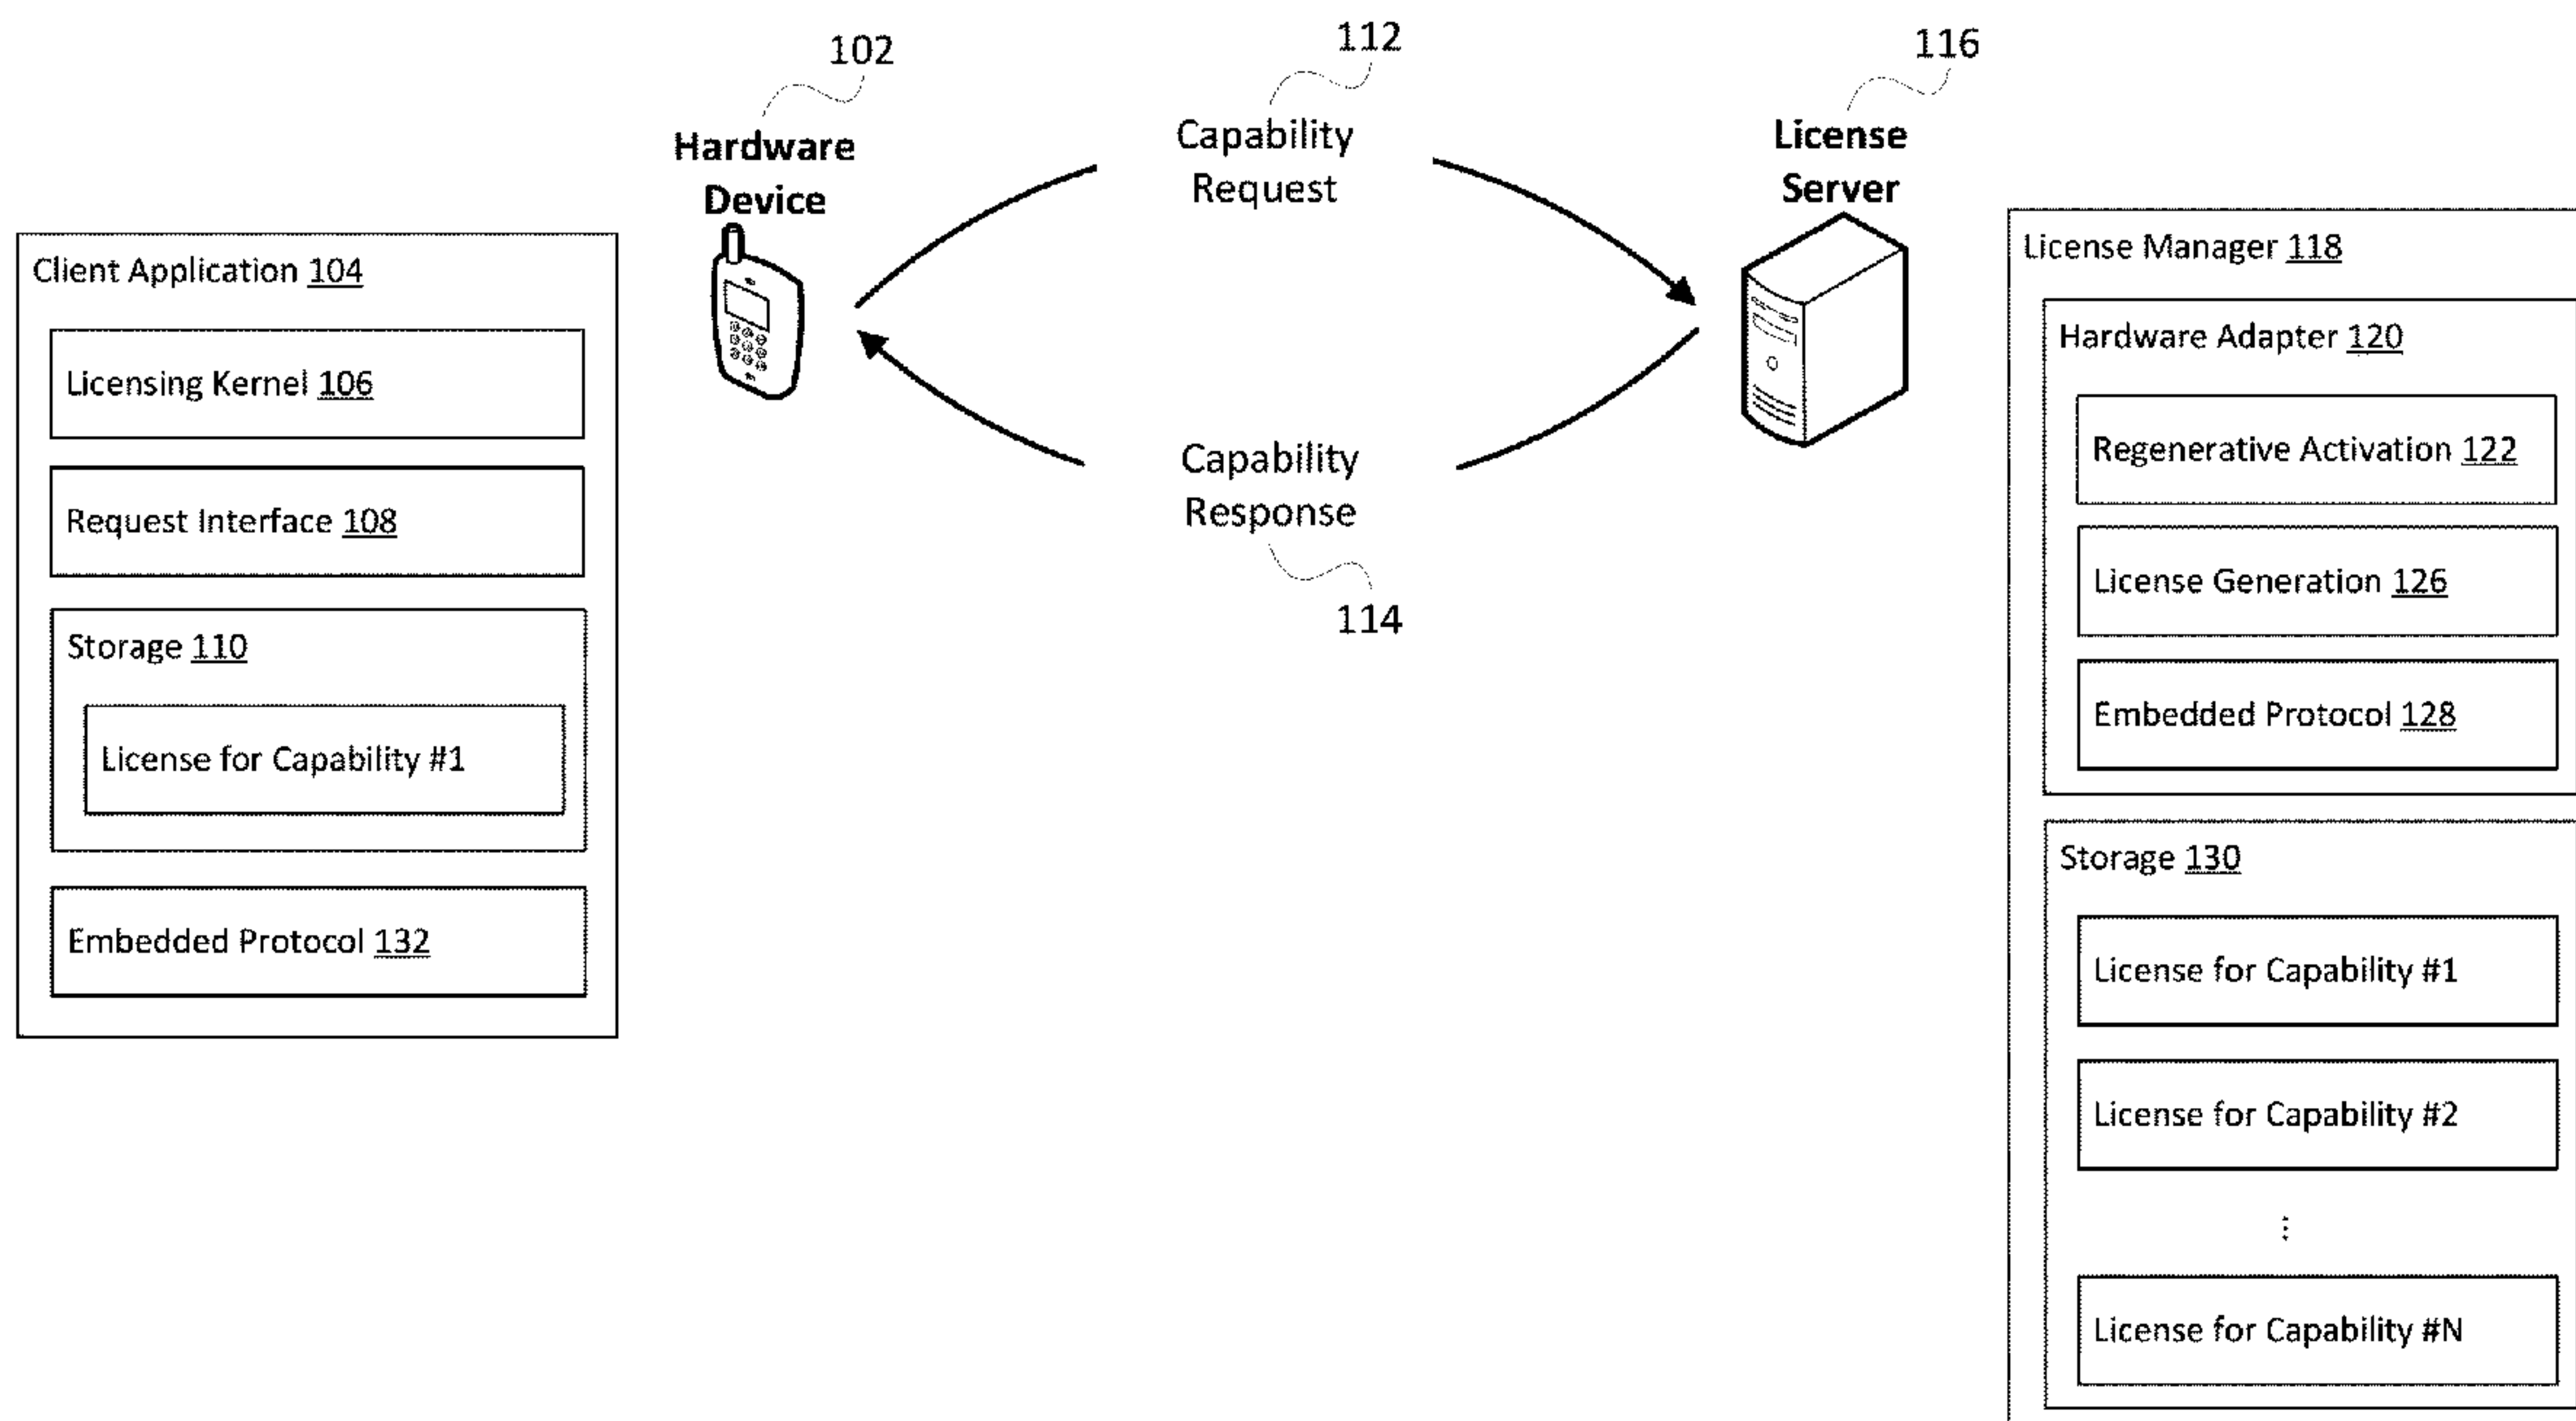 102
112
116
Hardware
Device
Capability
Request
License
Server
Client Application 104
Licensing Kernel 106
Request Interface 108
Storage 110
License for Capability #1
Embedded Protocol 132
Capability
Response
114
License Manager 118
Hardware Adapter 120
Regenerative Activation 122
License Generation 126
Embedded Protocol 128
Storage 130
License for Capability #1
License for Capability #2
⋮
License for Capability #N